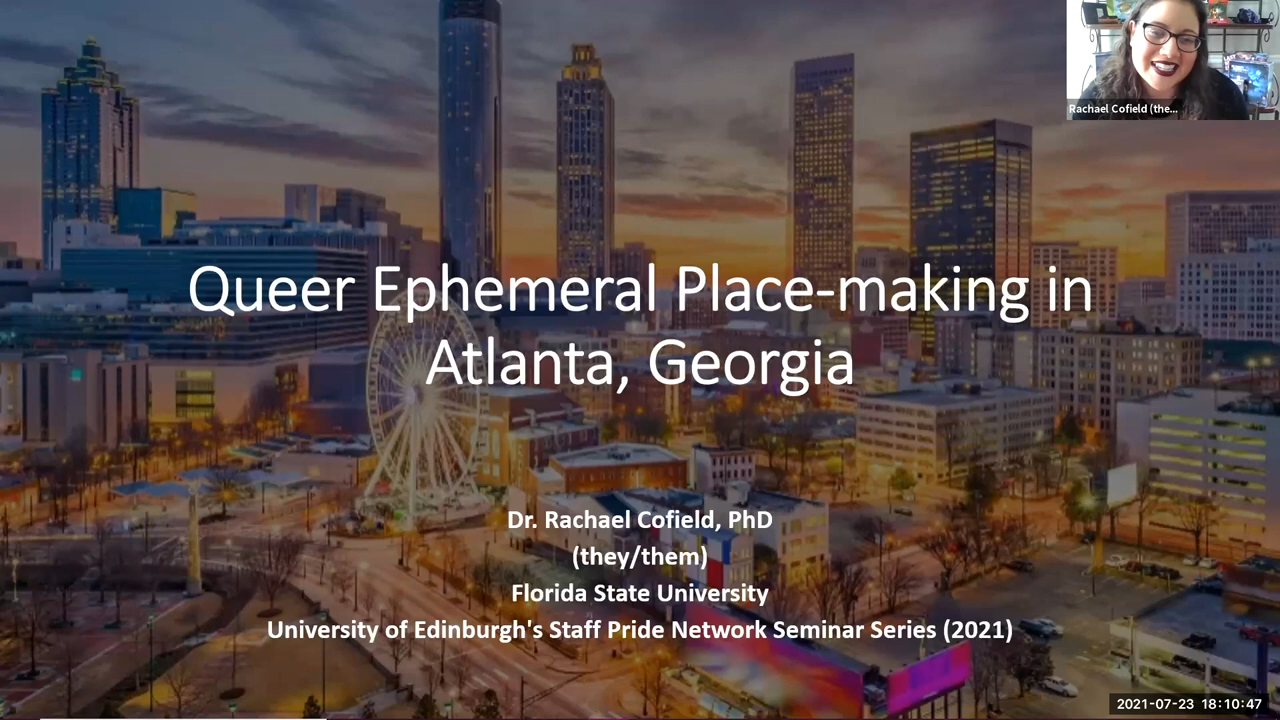 Rachael Cofield (the...
Queer Ephemeral Place-making in
Atlanta, Georgia
Dr. Rachael Cofield, PhD
(they/them)
Florida State University
University of Edinburgh's Staff Pride Network Seminar Series (2021)
2021-07-23 18:10:47